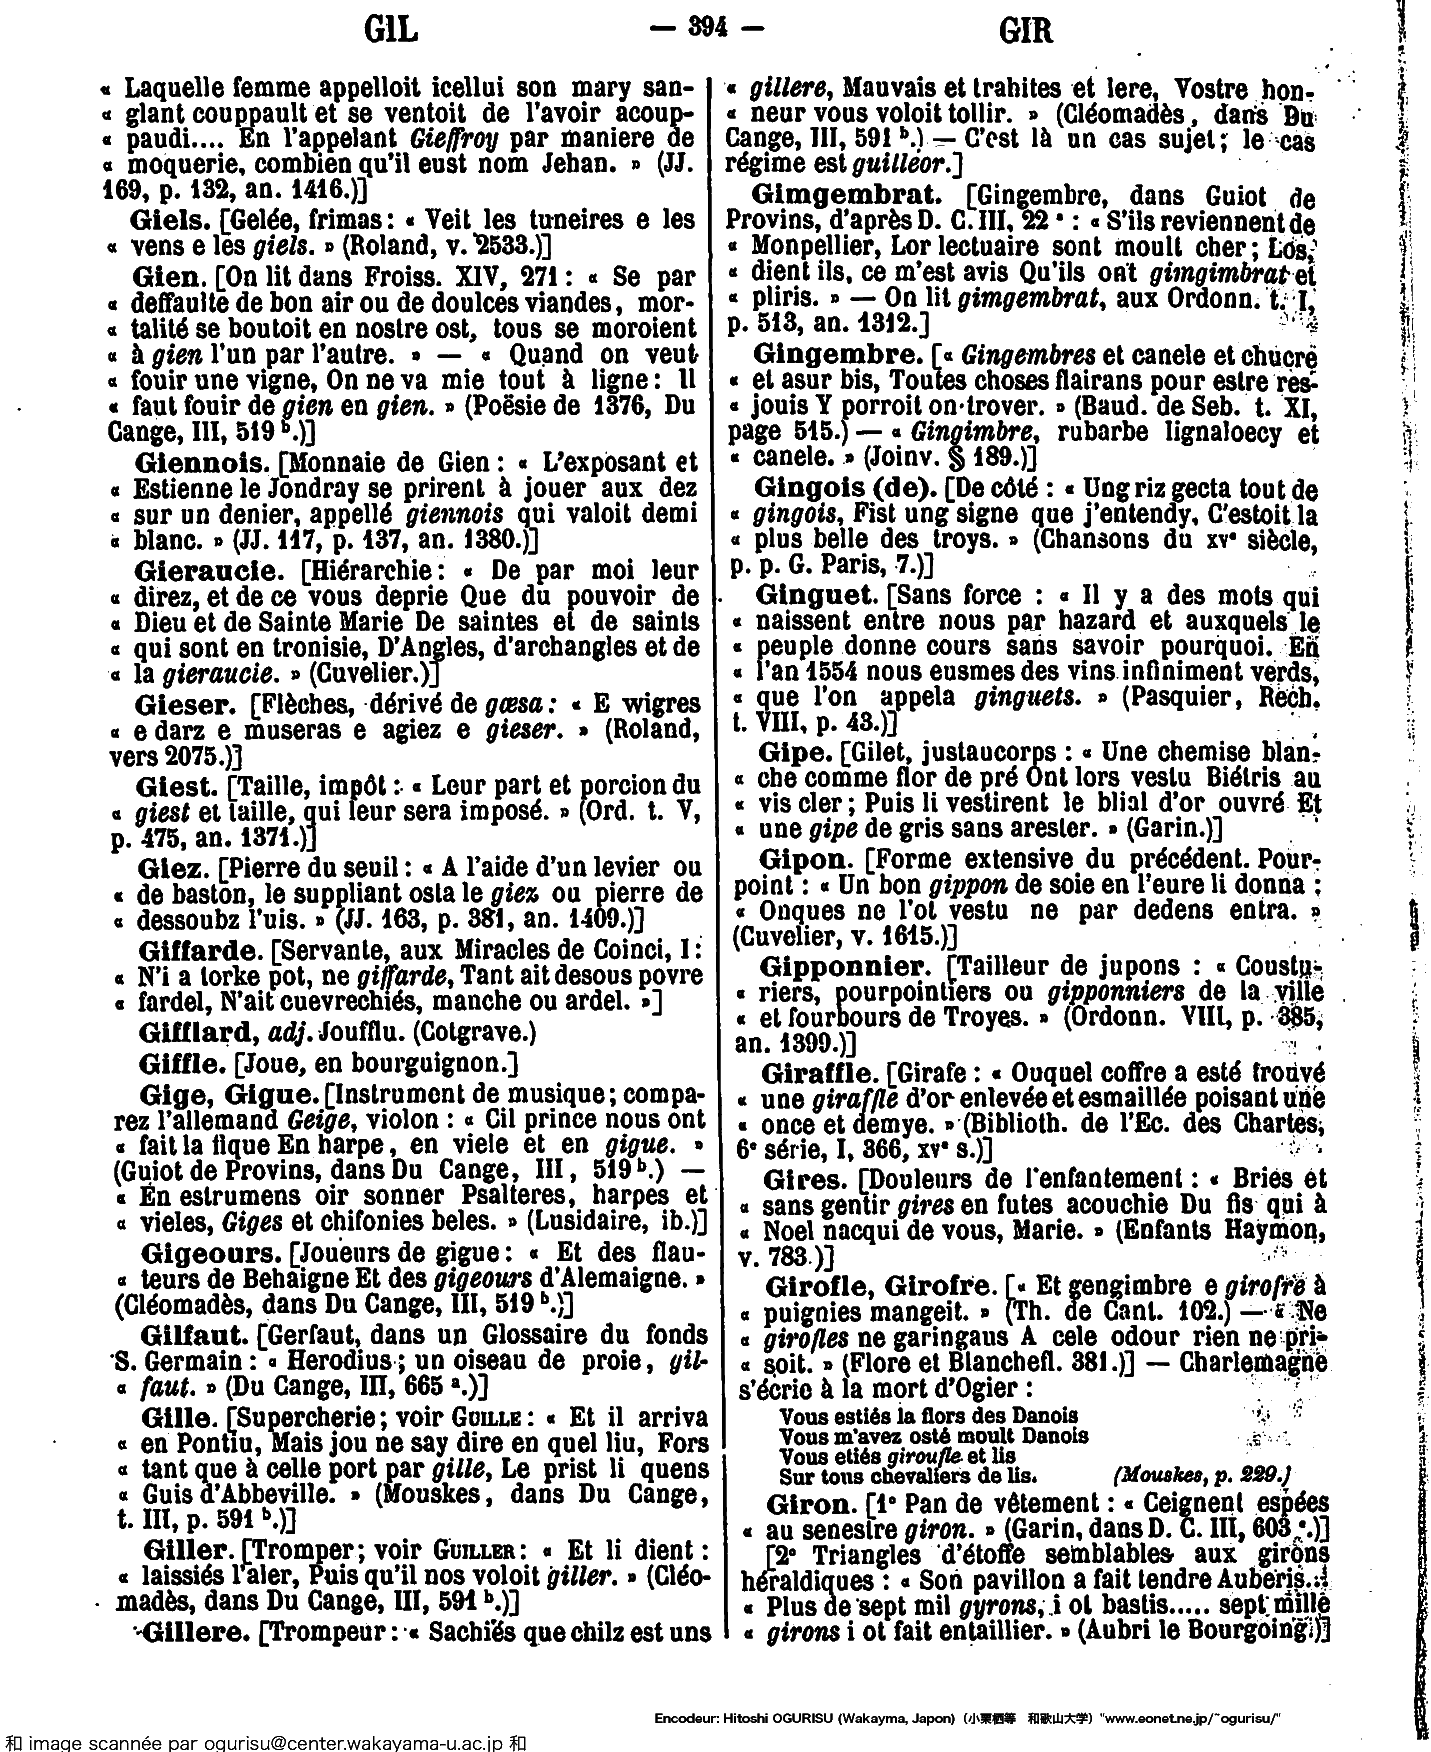 GIL
— 394 —
GIR
« Laquelle femme appelloit icellui son mary san-
« glant couppault et se ventoit de l'avoir acoup-
« paudi.... En l'appelant Gieffroy par maniere de
« moquerie, combien qu'il eust nom Jehan. » (JJ.
169, p. 132, an. 1416.)]
Giels. [Gelée, frimas : « Veit les tuneires e les
« vens e les giels. » (Roland, v. 2533.)]
Gien. [On lit dans Froiss. XIV, 271 : « Se par
« deffaulte de bon air ou de doulces viandes, mor-
« talité se boutoit en nostre ost, tous se moroient
« à gien l'un par l'autre. » — « Quand on veut
« fouir une vigne, On ne va mie tout à ligne : Il
« faut fouir de gien en gien. » (Poësie de 1376, Du
Cange, III, 519 b.)]
Giennois. [Monnaie de Gien : « L'exposant et
« Estienne le Jondray se prirent à jouer aux dez
« sur un denier, appellé giennois qui valoit demi
« blanc. » (JJ. 117, p. 137, an. 1380.)]
Gieraucie. [Hiérarchie : « De par moi leur
« direz, et de ce vous deprie Que du pouvoir de
« Dieu et de Sainte Marie De saintes et de saints
« qui sont en tronisie, D'Angles, d'archangles et de
« la gieraucie. » (Cuvelier.)]
Gieser. [Flèches, dérivé de gœsa : « E wigres
« e darz e museras e agiez e gieser. » (Roland,
vers 2075.)]
Giest. [Taille, impôt : « Leur part et porcion du
« giest et taille, qui leur sera imposé. » (Ord. t. V,
p. 475, an. 1371.)]
Giez. [Pierre du seuil : « A l'aide d'un levier ou
« de baston, le suppliant osta le giez ou pierre de
« dessoubz l'uis. » (JJ. 163, p. 381, an. 1409.)]
Giffarde. [Servante, aux Miracles de Coinci, I :
« N'i a torke pot, ne giffarde, Tant ait desous povre
« fardel, N'ait cuevrechiés, manche ou ardel. »]
Gifflard, adj. Joufflu. (Cotgrave.)
Giffle. [Joue, en bourguignon.]
Gige, Gigue. [Instrument de musique ; compa-
rez l'allemand Geige, violon : « Cil prince nous ont
« fait la fique En harpe, en viele et en gigue. »
(Guiot de Provins, dans Du Cange, III, 519 b.) —
« En estrumens oir sonner Psalteres, harpes et
« vieles, Giges et chifonies beles. » (Lusidaire, ib.)]
Gigeours. [Joueurs de gigue : « Et des flau-
« teurs de Behaigne Et des gigeours d'Alemaigne. »
(Cléomadès, dans Du Cange, III, 519 b.)]
Gilfaut. [Gerfaut, dans un Glossaire du fonds
S. Germain : « Herodius ; un oiseau de proie, gil-
« faut. » (Du Cange, III, 665 a.)]
Gille. [Supercherie ; voir GUILLE : « Et il arriva
« en Pontiu, Mais jou ne say dire en quel liu, Fors
« tant que à celle port par gille, Le prist li quens
« Guis d'Abbeville. » (Mouskes, dans Du Cange,
t. III, p. 591 b.)]
Giller. [Tromper ; voir GUILLER : « Et li dient :
« laissiés l'aler, Puis qu'il nos voloit giller. » (Cléo-
madès, dans Du Cange, III, 591 b.)]
Gillere. [Trompeur : « Sachiés que chilz est uns
« gillere, Mauvais et trahites et lere, Vostre hon-
« neur vous voloit tollir. » (Cléomadès, dans Du
Cange, III, 591 b.) — C'est là un cas sujet ; le cas
régime est guilleor.]
Gimgembrat. [Gingembre, dans Guiot de
Provins, d'après D. C. III, 22 a : « S'ils reviennent de
« Monpellier, Lor lectuaire sont moult cher ; Los,
« dient ils, ce m'est avis Qu'ils ont gimgimbrat et
« pliris. » — On lit gimgembrat, aux Ordonn. t. I,
p. 513, an. 1312.]
Gingembre. [« Gingembres et canele et chucre
« et asur bis, Toutes choses flairans pour estre res-
« jouis Y porroit on trover. » (Baud. de Seb. t. XI,
page 515.) — « Gingimbre, rubarbe lignaloecy et
« canele. » (Joinv. § 189.)]
Gingois (de). [De côté : « Ung riz gecta tout de
« gingois, Fist ung signe que j'entendy, C'estoit la
« plus belle des troys. » (Chansons du XVe siècle,
p. p. G. Paris, 7.)]
Ginguet. [Sans force : « Il y a des mots qui
« naissent entre nous par hazard et auxquels le
« peuple donne cours sans savoir pourquoi. En
« l'an 1554 nous eusmes des vins infiniment verds,
« que l'on appela ginguets. » (Pasquier, Rech.
t. VIII, p. 43.)]
Gipe. [Gilet, justaucorps : « Une chemise blan-
« che comme flor de pré Ont lors vestu Biétris au
« vis cler ; Puis li vestirent le blial d'or ouvré Et
« une gipe de gris sans arester. » (Garin.)]
Gipon. [Forme extensive du précédent. Pour-
point : « Un bon gippon de soie en l'eure li donna ;
« Onques ne l'ot vestu ne par dedens entra. »
(Cuvelier, v. 1615.)]
Gipponnier. [Tailleur de jupons : « Coustu-
« riers, pourpointiers ou gipponniers de la ville
« et fourbours de Troyes. » (Ordonn. VIII, p. 385,
an. 1399.)]
Giraffle. [Girafe : « Ouquel coffre a esté trouvé
« une giraffle d'or enlevée et esmaillée poisant une
« once et demye. » (Biblioth. de l'Ec. des Chartes,
6e série, I, 366, XVe s.)]
Gires. [Douleurs de l'enfantement : « Briés et
« sans gentir gires en futes acouchie Du fis qui à
« Noel nacqui de vous, Marie. » (Enfants Haymon,
v. 783.)]
Girofle, Girofre. [« Et gengimbre e girofre à
« puignies mangeit. » (Th. de Cant. 102.) — « Ne
« girofles ne garingaus A cele odour rien ne pri-
« soit. » (Flore et Blanchefl. 381.)] — Charlemagne
s'écrie à la mort d'Ogier :
Vous estiés la flors des Danois
Vous m'avez osté moult Danois
Vous etiés giroufle et lis
Sur tous chevaliers de lis. (Mouskes, p. 229.)
Giron. [1o Pan de vêtement : « Ceignent espées
« au senestre giron. » (Garin, dans D. C. III, 603 a.)]
[2o Triangles d'étoffe semblables aux girons
héraldiques : « Son pavillon a fait tendre Auberis...
« Plus de sept mil gyrons, i ot bastis..... sept mille
« girons i ot fait entaillier. » (Aubri le Bourgoing.)]
Encodeur: Hitoshi OGURISU (Wakayma, Japon) (小栗栖等 和歌山大学) "www.eonet.ne.jp/~ogurisu/"
和 image scannée par ogurisu@center.wakayama-u.ac.jp 和